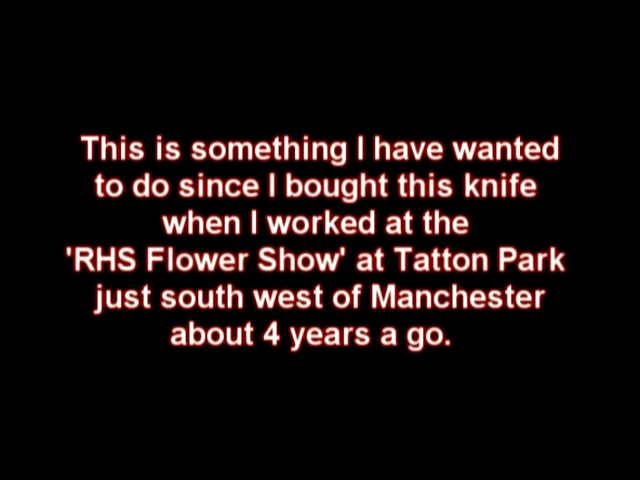 This is something I have wanted
to do since I bought this knife
when I worked at the
'RHS Flower Show' at Tatton Park
just south west of Manchester
about 4 years a go.